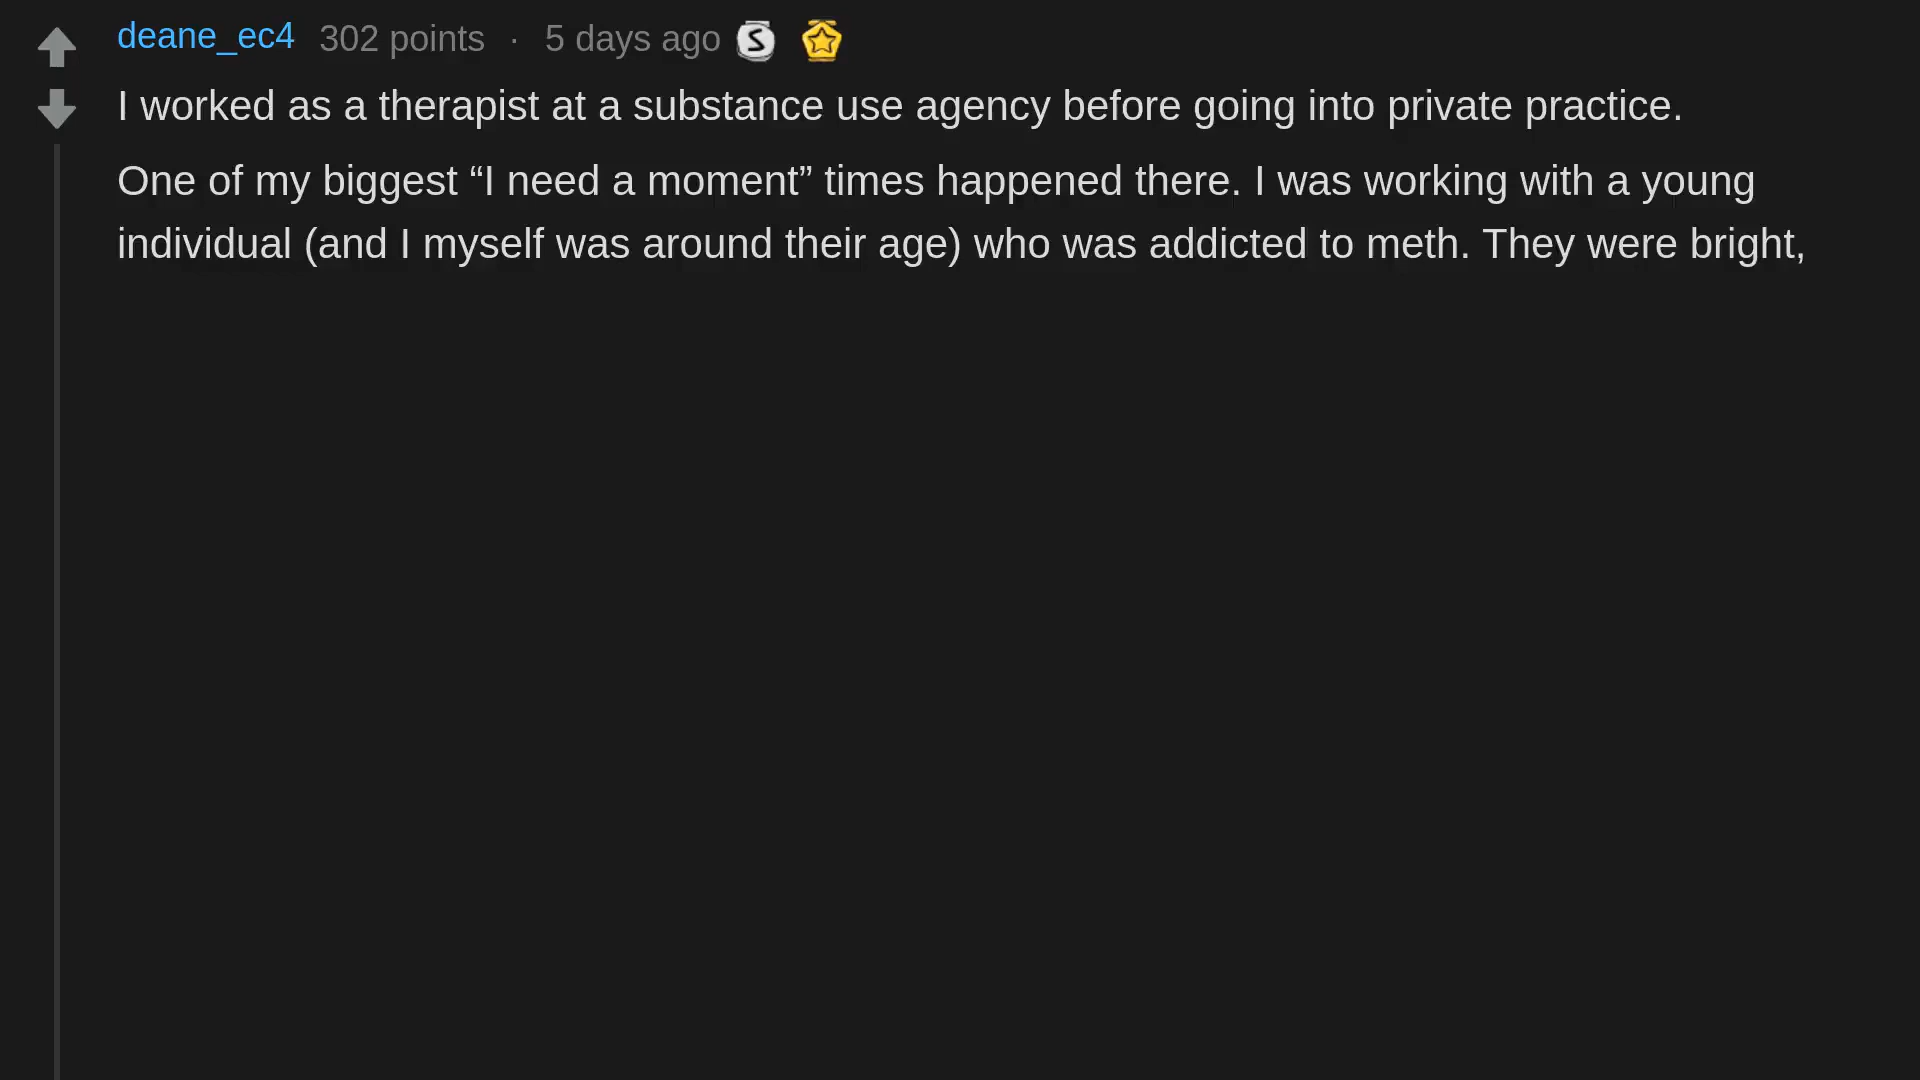 deane_ec4 302 points · 5 days ago
I worked as a therapist at a substance use agency before going into private practice.
One of my biggest “I need a moment” times happened there. I was working with a young
individual (and I myself was around their age) who was addicted to meth. They were bright,